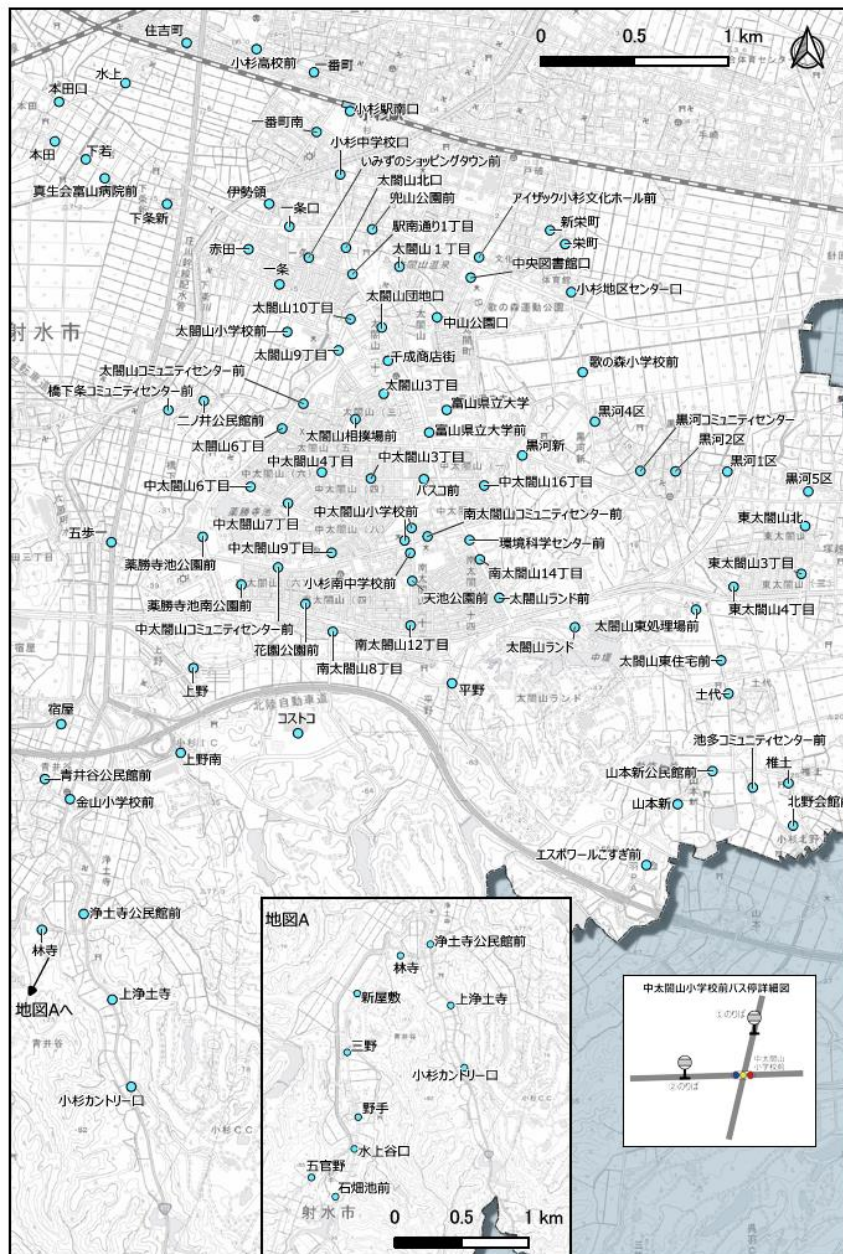 住吉町
小杉高校前
一番町
0 0.5 1 km
水上
本田口
小杉駅南口
一番町南
小杉中学校口
本田
下若
いみずのショッピングタウン前
太閤山北口
真生会富山病院前
兜山公園前
アイザック小杉文化ホール前
下条新
伊勢領
一条口
駅南通り1丁目
新栄町
栄町
赤田
太閤山1丁目
中央図書館口
一条
太閤山団地口
小杉地区センター口
太閤山10丁目
中山公園口
歌の森運動公園
射水市
太閤山小学校前
太閤山9丁目
千成商店街
太閤山コミュニティセンター前
歌の森小学校前
橋下条コミュニティセンター前
太閤山3丁目
二ノ井公民館前
富山県立大学
黒河4区
黒河コミュニティセンター
太閤山6丁目
太閤山相撲場前
富山県立大学前
黒河2区
中太閤山4丁目
中太閤山3丁目
黒河新
黒河1区
中太閤山6丁目
パスコ前
中太閤山16丁目
黒河5区
中太閤山7丁目
中太閤山小学校前
南太閤山コミュニティセンター前
東太閤山北
五歩一
薬勝寺池公園前
中太閤山9丁目
環境科学センター前
東太閤山3丁目
小杉南中学校前
南太閤山14丁目
薬勝寺池南公園前
天池公園前
太閤山ランド前
東太閤山4丁目
中太閤山コミュニティセンター前
花園公園前
南太閤山12丁目
太閤山東処理場前
南太閤山8丁目
太閤山ランド
上野
太閤山東住宅前
平野
太閤山ランド
土代
北陸自動車道
宿屋
コストコ
池多コミュニティセンター前
上野南
青井谷公民館前
山本新公民館前
椎土
金山小学校前
山本新
北野会館前
エスポワールこすぎ前
浄土寺公民館前
林寺
地図Aへ
上浄土寺
小杉カントリー口
地図A
浄土寺公民館前
林寺
新屋敷
上浄土寺
三野
小杉カントリー口
野手
水上谷口
五官野
石畑池前
射水市
0 0.5 1 km
中太閤山小学校前バス停詳細図
①のりば
中太閤山
小学校前
②のりば